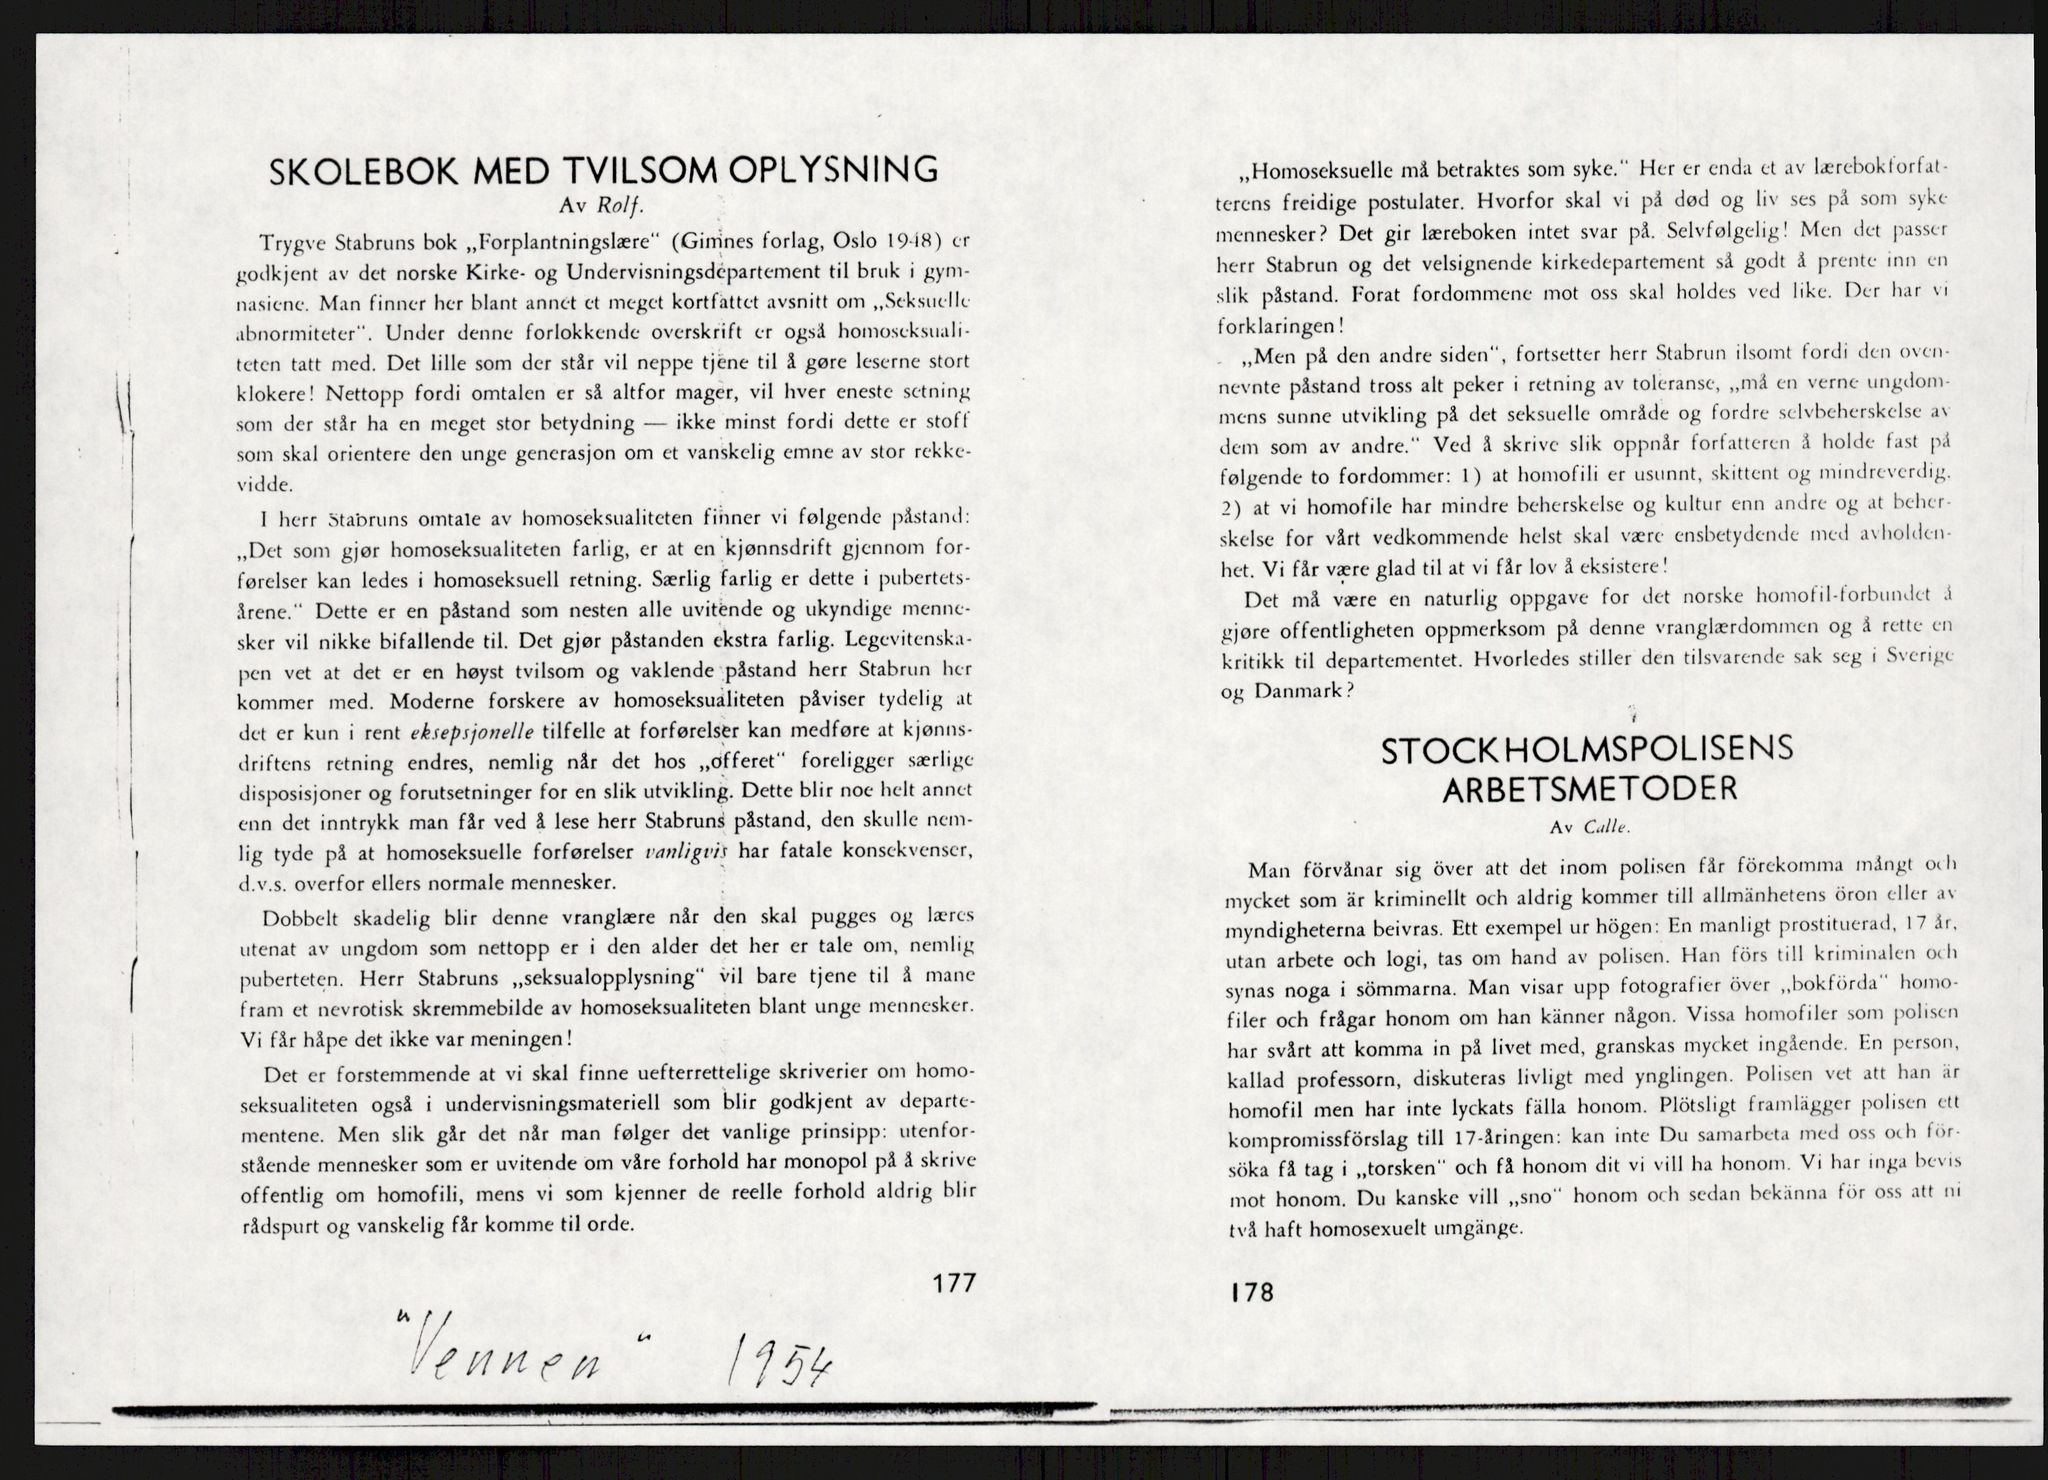 SKOLEBOK MED TVILSOM OPLYSNING
Av Rolf.
Trygve Stabruns bok „Forplantningslære“ (Gimnes forlag, Oslo 1948) er
godkjent av det norske Kirke- og Undervisningsdepartement til bruk i gym-
nasiene. Man finner her blant annet et meget kortfattet avsnitt om „Seksuelle
abnormiteter“. Under denne forlokkende overskrift er også homoseksuali-
teten tatt med. Det lille som der står vil neppe tjene til å gøre leserne stort
klokere! Nettopp fordi omtalen er så altfor mager, vil hver eneste setning
som der står ha en meget stor betydning — ikke minst fordi dette er stoff
som skal orientere den unge generasjon om et vanskelig emne av stor rekke-
vidde.
I herr Stabruns omtale av homoseksualiteten finner vi følgende påstand:
„Det som gjør homoseksualiteten farlig, er at en kjønnsdrift gjennom for-
førelser kan ledes i homoseksuell retning. Særlig farlig er dette i pubertets-
årene.“ Dette er en påstand som nesten alle uvitende og ukyndige menne-
sker vil nikke bifallende til. Det gjør påstanden ekstra farlig. Legevitenska-
pen vet at det er en høyst tvilsom og vaklende påstand herr Stabrun her
kommer med. Moderne forskere av homoseksualiteten påviser tydelig at
det er kun i rent eksepsjonelle tilfelle at forførelser kan medføre at kjønns-
driftens retning endres, nemlig når det hos „offeret“ foreligger særlige
disposisjoner og forutsetninger for en slik utvikling. Dette blir noe helt annet
enn det inntrykk man får ved å lese herr Stabruns påstand, den skulle nem-
lig tyde på at homoseksuelle forførelser vanligvis har fatale konsekvenser,
d.v.s. overfor ellers normale mennesker.
Dobbelt skadelig blir denne vranglære når den skal pugges og læres
utenat av ungdom som nettopp er i den alder det her er tale om, nemlig
puberteten. Herr Stabruns „seksualopplysning“ vil bare tjene til å mane
fram et nevrotisk skremmebilde av homoseksualiteten blant unge mennesker.
Vi får håpe det ikke var meningen!
Det er forstemmende at vi skal finne uefterrettelige skriverier om homo-
seksualiteten også i undervisningsmateriell som blir godkjent av departe-
mentene. Men slik går det når man følger det vanlige prinsipp: utenfor-
stående mennesker som er uvitende om våre forhold har monopol på å skrive
offentlig om homofili, mens vi som kjenner de reelle forhold aldrig blir
rådspurt og vanskelig får komme til orde.
177
"Vennen" 1954
„Homoseksuelle må betraktes som syke.“ Her er enda et av lærebokforfat-
terens freidige postulater. Hvorfor skal vi på død og liv ses på som syke
mennesker? Det gir læreboken intet svar på. Selvfølgelig! Men det passer
herr Stabrun og det velsignende kirkedepartement så godt å prente inn en
slik påstand. Forat fordommene mot oss skal holdes ved like. Der har vi
forklaringen!
„Men på den andre siden“, fortsetter herr Stabrun ilsomt fordi den oven-
nevnte påstand tross alt peker i retning av toleranse, „må en verne ungdom-
mens sunne utvikling på det seksuelle område og fordre selvbeherskelse av
dem som av andre.“ Ved å skrive slik oppnår forfatteren å holde fast på
følgende to fordommer: 1) at homofili er usunnt, skittent og mindreverdig.
2) at vi homofile har mindre beherskelse og kultur enn andre og at beher-
skelse for vårt vedkommende helst skal være ensbetydende med avholden-
het. Vi får være glad til at vi får lov å eksistere!
Det må være en naturlig oppgave for det norske homofil-forbundet å
gjøre offentligheten oppmerksom på denne vranglærdommen og å rette en
kritikk til departementet. Hvorledes stiller den tilsvarende sak seg i Sverige
og Danmark?
STOCKHOLMSPOLISENS
ARBETSMETODER
Av Calle.
Man förvånar sig över att det inom polisen får förekomma mångt och
mycket som är kriminellt och aldrig kommer till allmänhetens öron eller av
myndigheterna beivras. Ett exempel ur högen: En manligt prostituerad, 17 år,
utan arbete och logi, tas om hand av polisen. Han förs till kriminalen och
synas noga i sömmarna. Man visar upp fotografier över „bokförda“ homo-
filer och frågar honom om han känner någon. Vissa homofiler som polisen
har svårt att komma in på livet med, granskas mycket ingående. En person,
kallad professorn, diskuteras livligt med ynglingen. Polisen vet att han är
homofil men har inte lyckats fälla honom. Plötsligt framlägger polisen ett
kompromissförslag till 17-åringen: kan inte Du samarbeta med oss och för-
söka få tag i „torsken“ och få honom dit vi vill ha honom. Vi har inga bevis
mot honom. Du kanske vill „sno“ honom och sedan bekänna för oss att ni
två haft homosexuelt umgänge.
178